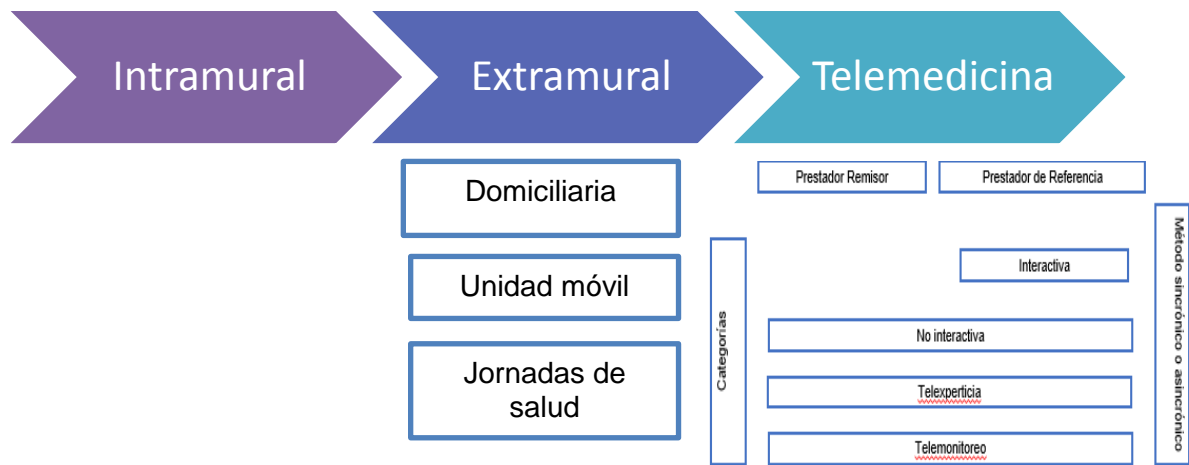 Intramural
Extramural
Telemedicina
Domiciliaria
Unidad móvil
Jornadas de
salud
Prestador Remisor
Prestador de Referencia
Categorías
Interactiva
No interactiva
Telexperticia
Telemonitoreo
Método sincrónico o asincrónico